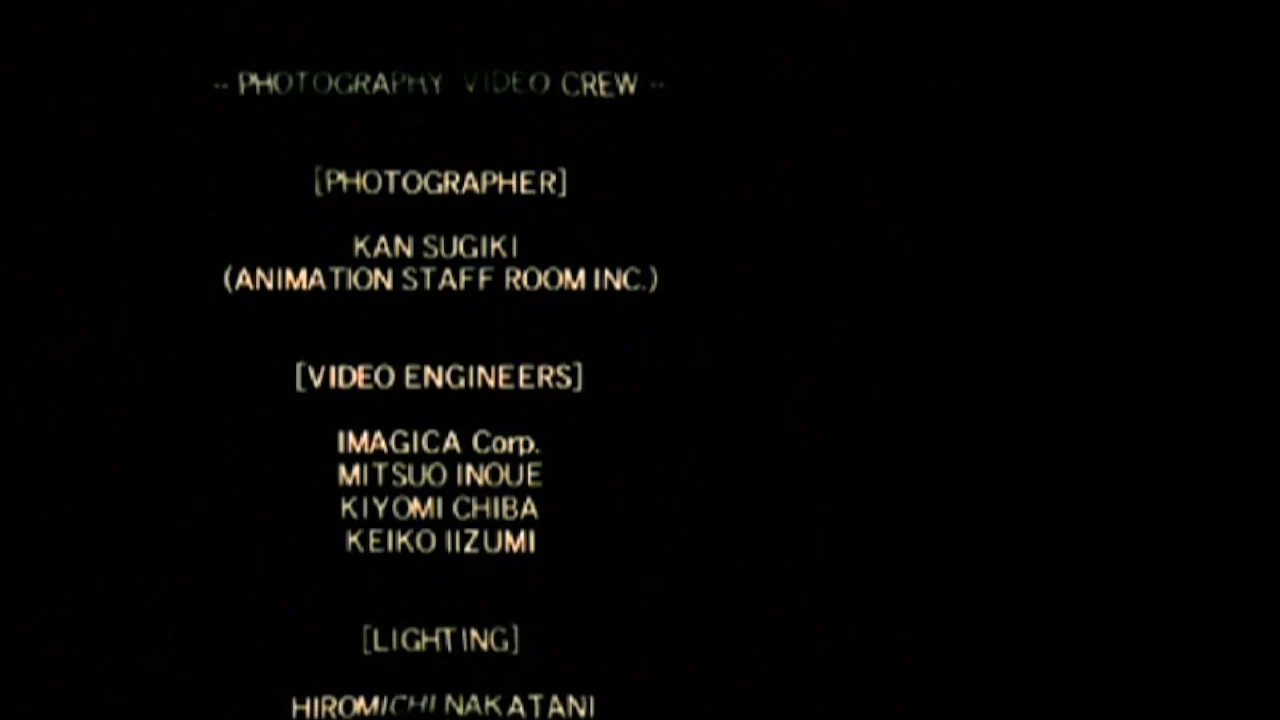 -- PHOTOGRAPHY VIDEO CREW --
[PHOTOGRAPHER]
KAN SUGIKI
(ANIMATION STAFF ROOM INC.)
[VIDEO ENGINEERS]
IMAGICA Corp.
MITSUO INOUE
KIYOMI CHIBA
KEIKO IIZUMI
[LIGHTING]
HIROMICHI NAKATANI